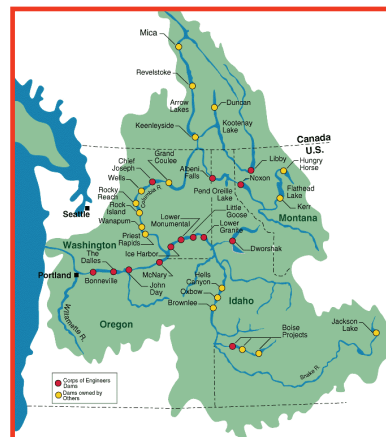 Mica
Revelstoke
Arrow
Lakes
Duncan
Kootenay
Lake
Keenleyside
Canada
U.S.
Grand
Coulee
Chief
Joseph
Wells
Rocky
Reach
Rock
Island
Wanapum
Columbia R.
Albeni
Falls
Libby
Noxon
Pend Oreille
Lake
Hungry
Horse
Flathead
Lake
Kerr
Seattle
Montana
Little
Goose
Lower
Monumental
Lower
Granite
Washington
Priest
Rapids
Ice Harbor
Dworshak
The
Dalles
Portland
Bonneville
McNary
John
Day
Hells
Canyon
Oxbow
Brownlee
Idaho
Oregon
Willamette R.
Boise
Projects
Jackson
Lake
Snake R.
Corps of Engineers
Dams
Dams owned by
Others